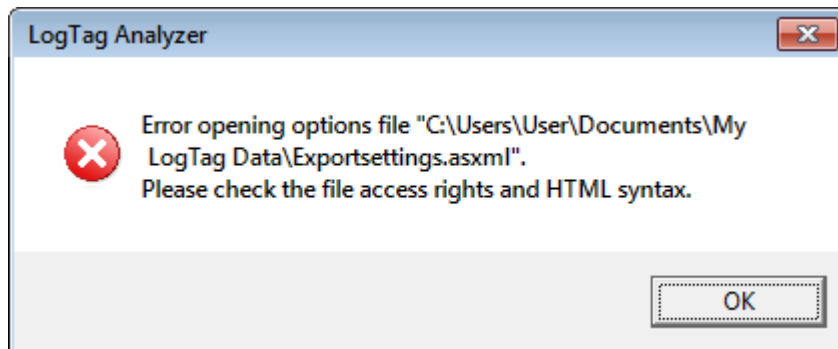 LogTag Analyzer
Error opening options file "C:\Users\User\Documents\My
LogTag Data\Exportsettings.asxml".
Please check the file access rights and HTML syntax.
OK